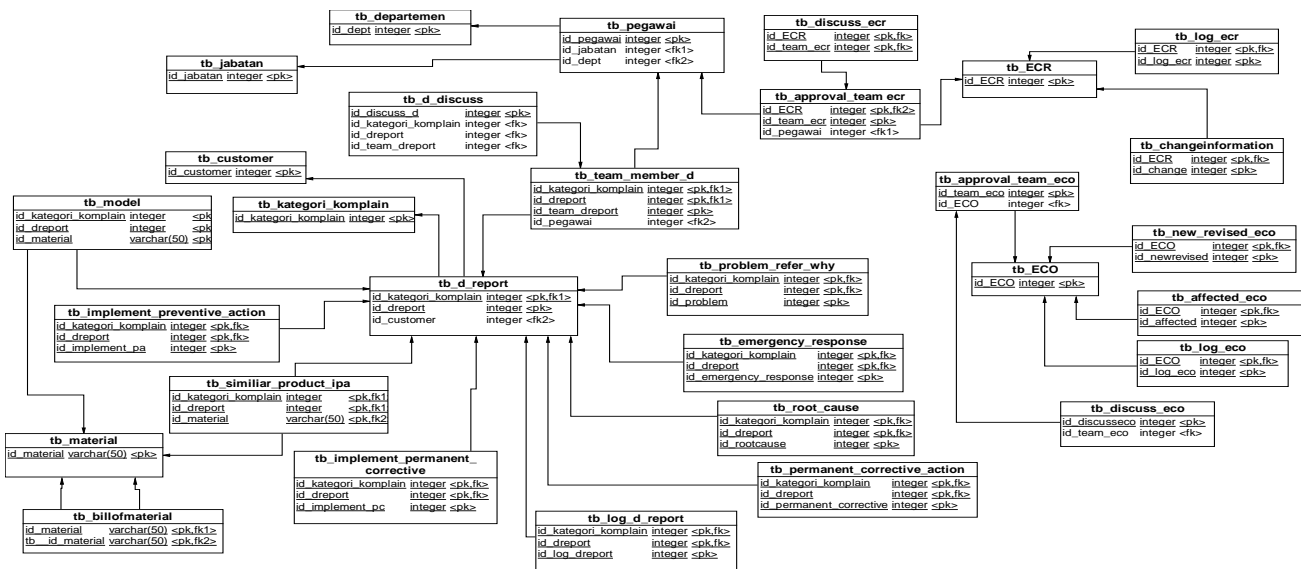 tb_departemen
id_dept integer <pk>
tb_pegawai
id_pegawai integer <pk>
id_jabatan integer <fk1>
id_dept integer <fk2>
tb_discuss_ecr
id_ECR integer <pk,fk>
id_team_ecr integer <pk,fk>
tb_log_ecr
id_ECR integer <pk,fk>
id_log_ecr integer <pk>
tb_jabatan
id_jabatan integer <pk>
tb_ECR
id_ECR integer <pk>
tb_d_discuss
id_discuss_d integer <pk>
id_kategori_komplain integer <fk>
id_dreport integer <fk>
id_team_dreport integer <fk>
tb_approval_team ecr
id_ECR integer <pk,fk2>
id_team_ecr integer <pk>
id_pegawai integer <fk1>
tb_changeinformation
id_ECR integer <pk,fk>
id_change integer <pk>
tb_customer
id_customer integer <pk>
tb_team_member_d
id_kategori_komplain integer <pk,fk1>
id_dreport integer <pk,fk1>
id_team_dreport integer <pk>
id_pegawai integer <fk2>
tb_approval_team_eco
id_team_eco integer <pk>
id_ECO integer <fk>
tb_model
id_kategori_komplain integer <pk
id_dreport integer <pk
id_material varchar(50) <pk
tb_kategori_komplain
id_kategori_komplain integer <pk>
tb_new_revised_eco
id_ECO integer <pk,fk>
id_newrevised integer <pk>
tb_problem_refer_why
id_kategori_komplain integer <pk,fk>
id_dreport integer <pk,fk>
id_problem integer <pk>
tb_ECO
id_ECO integer <pk>
tb_d_report
id_kategori_komplain integer <pk,fk1>
id_dreport integer <pk>
id_customer integer <fk2>
tb_affected_eco
id_ECO integer <pk,fk>
id_affected integer <pk>
tb_implement_preventive_action
id_kategori_komplain integer <pk,fk>
id_dreport integer <pk,fk>
id_implement_pa integer <pk>
tb_emergency_response
id_kategori_komplain integer <pk,fk>
id_dreport integer <pk,fk>
id_emergency_response integer <pk>
tb_log_eco
id_ECO integer <pk,fk>
id_log_eco integer <pk>
tb_similiar_product_ipa
id_kategori_komplain integer <pk,fk1
id_dreport integer <pk,fk1
id_material varchar(50) <pk,fk2
tb_root_cause
id_kategori_komplain integer <pk,fk>
id_dreport integer <pk,fk>
id_rootcause integer <pk>
tb_discuss_eco
id_discusseco integer <pk>
id_team_eco integer <fk>
tb_material
id_material varchar(50) <pk>
tb_implement_permanent_
corrective
id_kategori_komplain integer <pk,fk>
id_dreport integer <pk,fk>
id_implement_pc integer <pk>
tb_permanent_corrective_action
id_kategori_komplain integer <pk,fk>
id_dreport integer <pk,fk>
id_permanent_corrective integer <pk>
tb_billofmaterial
id_material varchar(50) <pk,fk1>
tb__id_material varchar(50) <pk,fk2>
tb_log_d_report
id_kategori_komplain integer <pk,fk>
id_dreport integer <pk,fk>
id_log_dreport integer <pk>